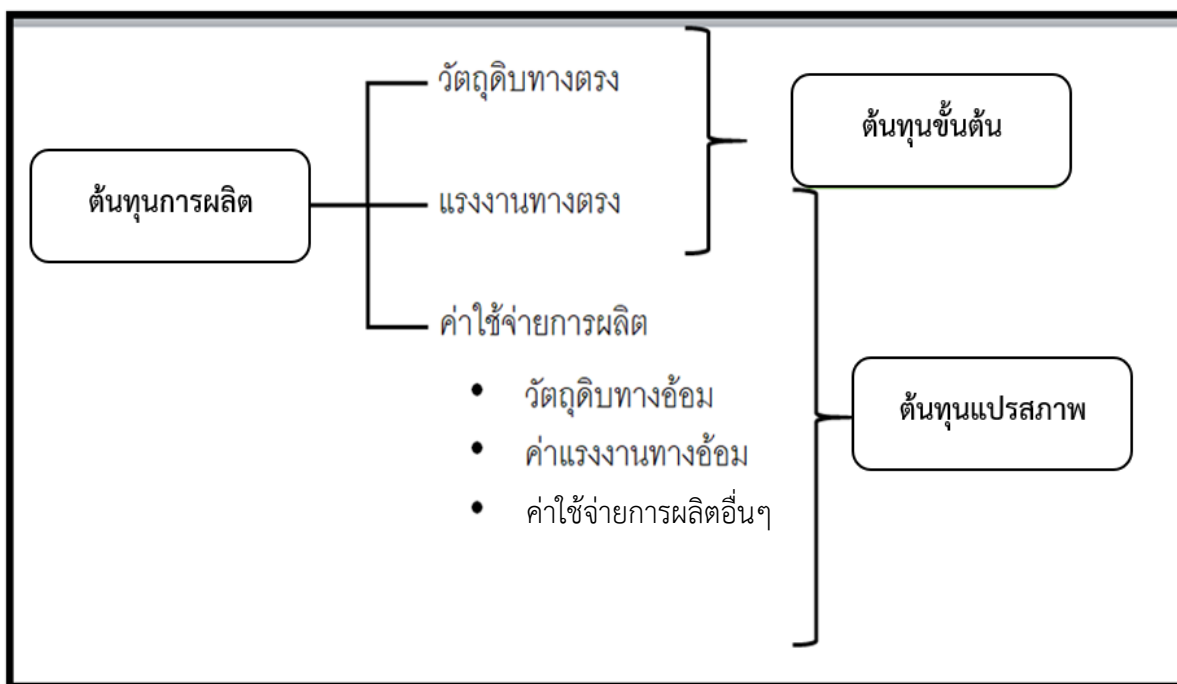 วัตถุดิบทางตรง
ต้นทุนขั้นต้น
ต้นทุนการผลิต
แรงงานทางตรง
ค่าใช้จ่ายการผลิต
• วัตถุดิบทางอ้อม
ต้นทุนแปรสภาพ
• ค่าแรงงานทางอ้อม
• ค่าใช้จ่ายการผลิตอื่นๆ